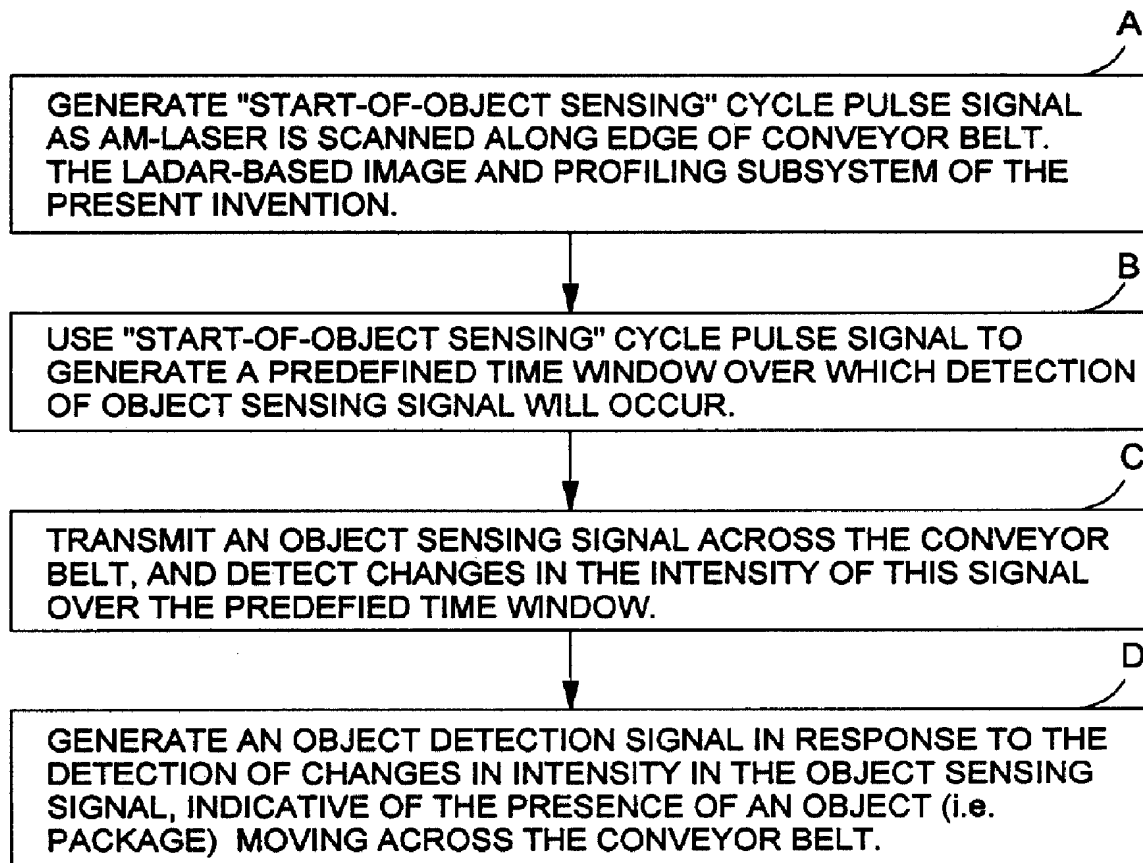 A
GENERATE "START-OF-OBJECT SENSING" CYCLE PULSE SIGNAL
AS AM-LASER IS SCANNED ALONG EDGE OF CONVEYOR BELT.
THE LADAR-BASED IMAGE AND PROFILING SUBSYSTEM OF THE
PRESENT INVENTION.
B
USE "START-OF-OBJECT SENSING" CYCLE PULSE SIGNAL TO
GENERATE A PREDEFINED TIME WINDOW OVER WHICH DETECTION
OF OBJECT SENSING SIGNAL WILL OCCUR.
C
TRANSMIT AN OBJECT SENSING SIGNAL ACROSS THE CONVEYOR
BELT, AND DETECT CHANGES IN THE INTENSITY OF THIS SIGNAL
OVER THE PREDEFIED TIME WINDOW.
D
GENERATE AN OBJECT DETECTION SIGNAL IN RESPONSE TO THE
DETECTION OF CHANGES IN INTENSITY IN THE OBJECT SENSING
SIGNAL, INDICATIVE OF THE PRESENCE OF AN OBJECT (i.e.
PACKAGE) MOVING ACROSS THE CONVEYOR BELT.